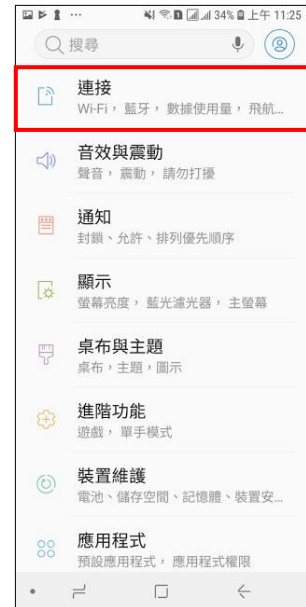 34% 上午 11:25
搜尋
連接
Wi-Fi， 藍牙， 數據使用量， 飛航...
音效與震動
聲音， 震動， 請勿打擾
通知
封鎖、允許、排列優先順序
顯示
螢幕亮度， 藍光濾光器， 主螢幕
桌布與主題
桌布，主題，圖示
進階功能
遊戲， 單手模式
裝置維護
電池、儲存空間、記憶體、裝置安...
應用程式
預設應用程式， 應用程式權限